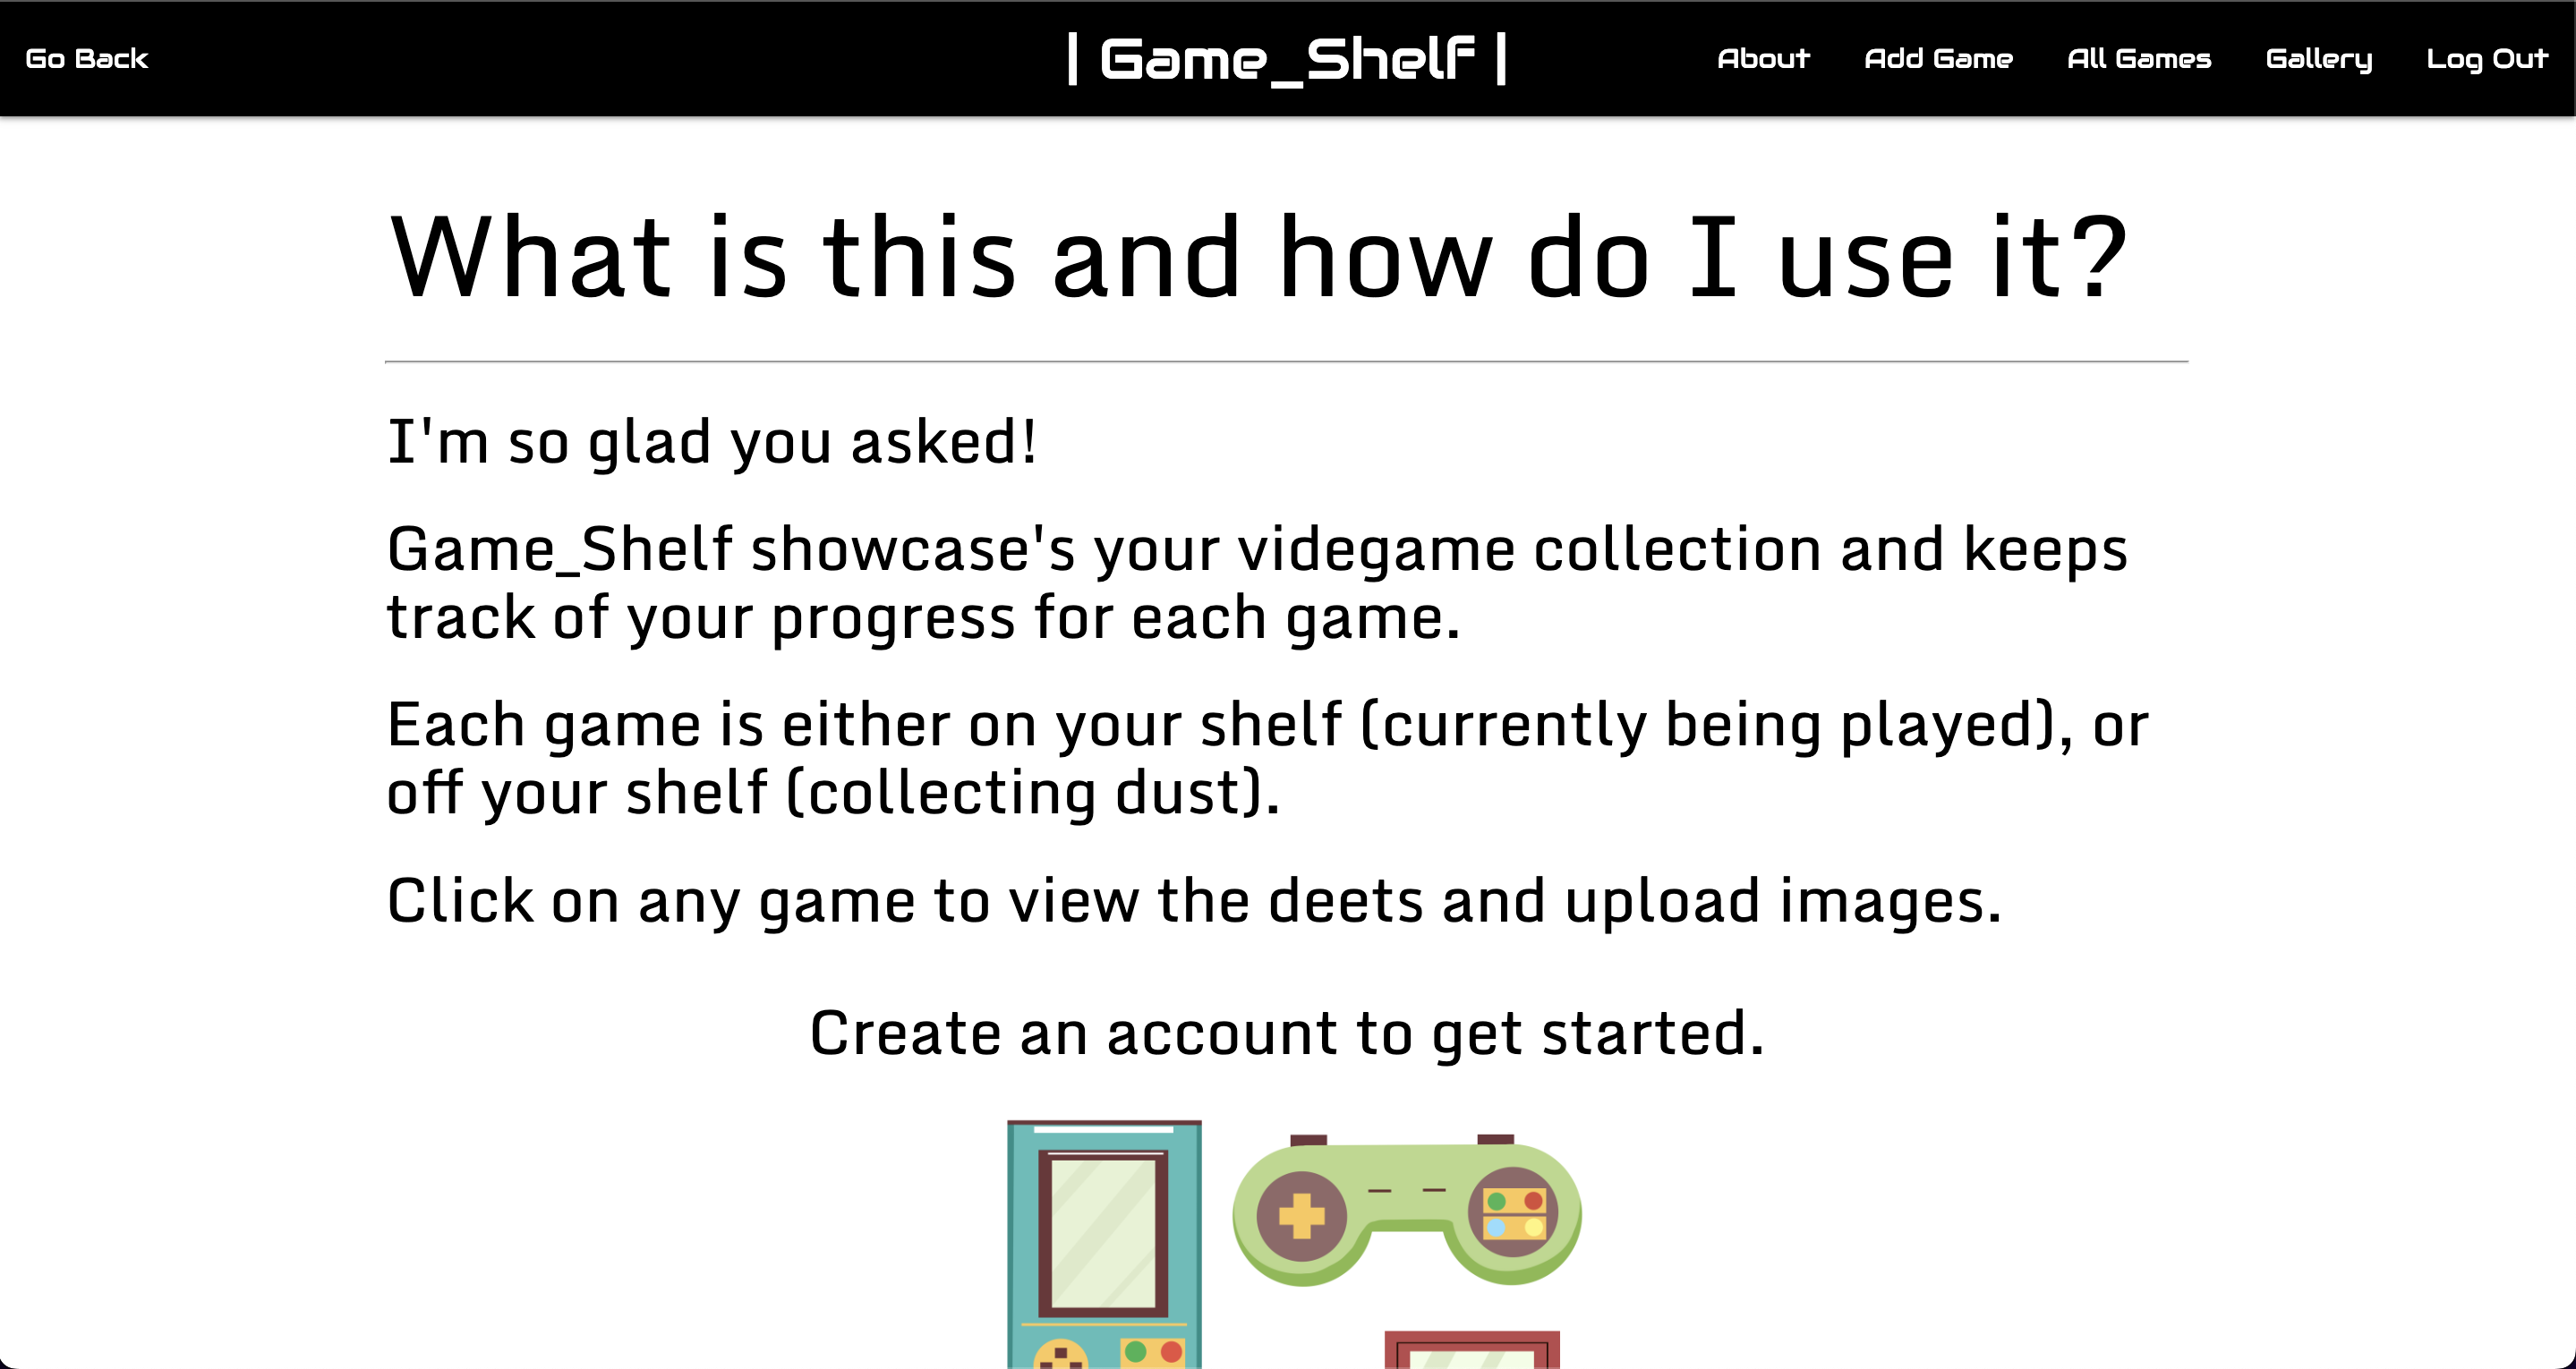 Go Back
| Game_Shelf |
About
Add Game
All Games
Gallery
Log Out
What is this and how do I use it?
I'm so glad you asked!
Game_Shelf showcase's your videgame collection and keeps
track of your progress for each game.
Each game is either on your shelf (currently being played), or
off your shelf (collecting dust).
Click on any game to view the deets and upload images.
Create an account to get started.